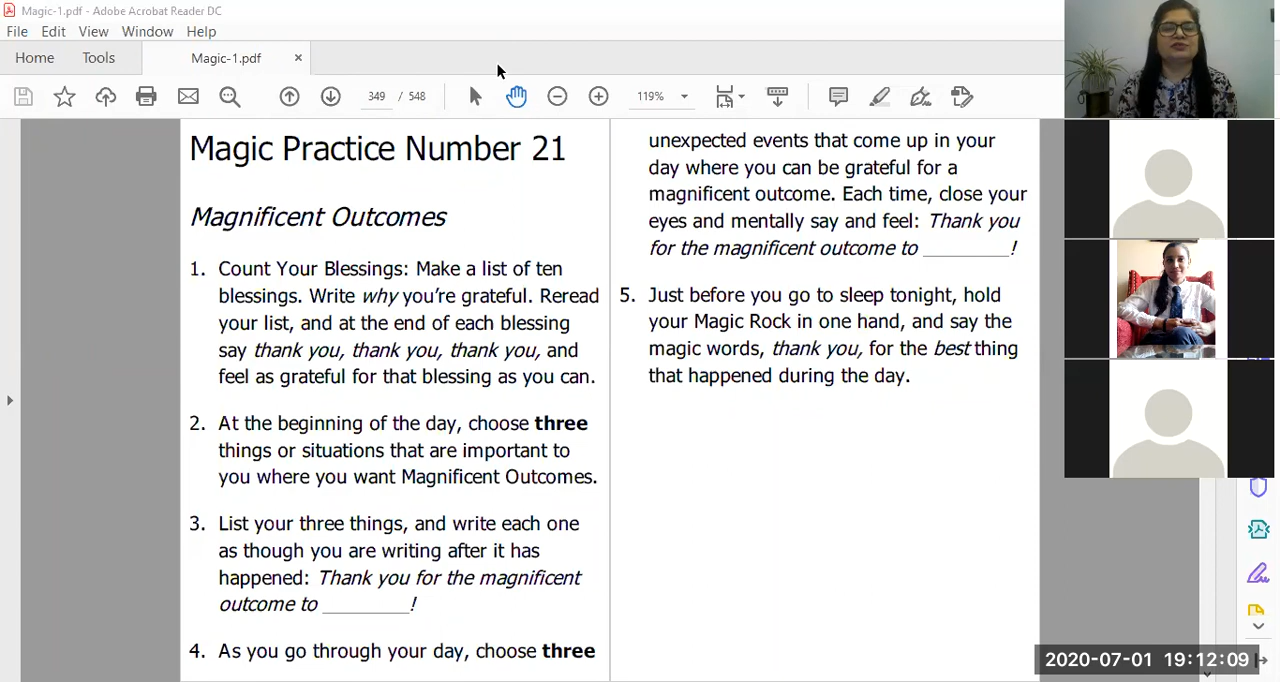 Magic-1.pdf - Adobe Acrobat Reader DC
File Edit View Window Help
Home Tools Magic-1.pdf ×
349 / 548 119%
Magic Practice Number 21
Magnificent Outcomes
1. Count Your Blessings: Make a list of ten
blessings. Write why you’re grateful. Reread
your list, and at the end of each blessing
say thank you, thank you, thank you, and
feel as grateful for that blessing as you can.
2. At the beginning of the day, choose three
things or situations that are important to
you where you want Magnificent Outcomes.
3. List your three things, and write each one
as though you are writing after it has
happened: Thank you for the magnificent
outcome to ________!
4. As you go through your day, choose three
unexpected events that come up in your
day where you can be grateful for a
magnificent outcome. Each time, close your
eyes and mentally say and feel: Thank you
for the magnificent outcome to ________!
5. Just before you go to sleep tonight, hold
your Magic Rock in one hand, and say the
magic words, thank you, for the best thing
that happened during the day.
2020-07-01 19:12:09